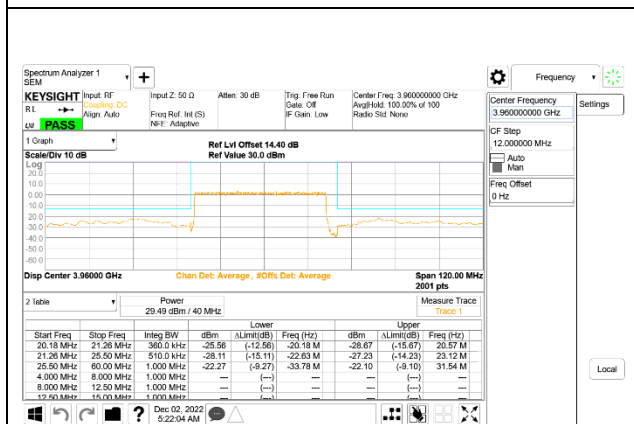 Spectrum Analyzer 1
SEM
+
Frequency
KEYSIGHT
Input: RF
Input Z: 50 Ω
Atten: 30 dB
Trig: Free Run
Center Freq: 3.960000000 GHz
RL
Coupling: DC
Gate: Off
Avg|Hold: 100.00% of 100
Align: Auto
Freq Ref: Int (S)
IF Gain: Low
Radio Std: None
PASS
NFE: Adaptive
Center Frequency
3.960000000 GHz
Settings
CF Step
12.000000 MHz
Auto
Man
Freq Offset
0 Hz
1 Graph
Ref Lvl Offset 14.40 dB
Scale/Div 10 dB
Ref Value 30.0 dBm
Log
20.0
10.0
0.00
-10.0
-20.0
-30.0
-40.0
-50.0
-60.0
Disp Center 3.96000 GHz
Chan Det: Average , #Offs Det: Average
Span 120.00 MHz
2001 pts
2 Table
Power
29.49 dBm / 40 MHz
Measure Trace
Trace 1
Lower Upper
Start Freq Stop Freq Integ BW dBm ΔLimit(dB) Freq (Hz) dBm ΔLimit(dB) Freq (Hz)
20.18 MHz 21.26 MHz 360.0 kHz -25.56 (-12.56) -20.18 M -28.67 (-15.67) 20.57 M
21.26 MHz 25.50 MHz 510.0 kHz -28.11 (-15.11) -22.63 M -27.23 (-14.23) 23.12 M
25.50 MHz 60.00 MHz 1.000 MHz -22.27 (-9.27) -33.78 M -22.10 (-9.10) 31.54 M
4.000 MHz 8.000 MHz 1.000 MHz --- (---) --- --- (---) ---
8.000 MHz 12.50 MHz 1.000 MHz --- (---) --- --- (---) ---
12.50 MHz 15.00 MHz 1.000 MHz --- (---) --- --- (---) ---
Local
?
Dec 02, 2022
5:22:04 AM